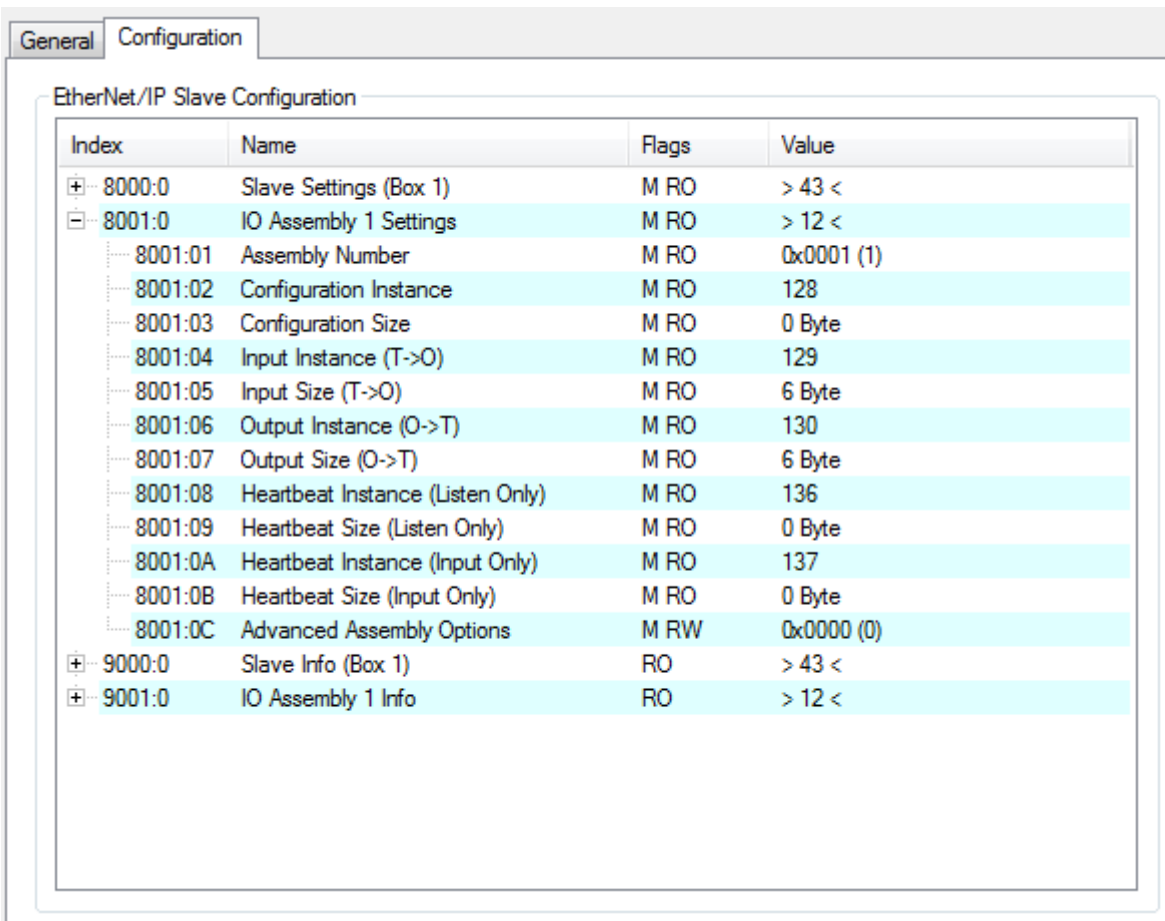 General Configuration
EtherNet/IP Slave Configuration
Index Name Flags Value
8000:0 Slave Settings (Box 1) M RO > 43 <
8001:0 IO Assembly 1 Settings M RO > 12 <
8001:01 Assembly Number M RO 0x0001 (1)
8001:02 Configuration Instance M RO 128
8001:03 Configuration Size M RO 0 Byte
8001:04 Input Instance (T->O) M RO 129
8001:05 Input Size (T->O) M RO 6 Byte
8001:06 Output Instance (O->T) M RO 130
8001:07 Output Size (O->T) M RO 6 Byte
8001:08 Heartbeat Instance (Listen Only) M RO 136
8001:09 Heartbeat Size (Listen Only) M RO 0 Byte
8001:0A Heartbeat Instance (Input Only) M RO 137
8001:0B Heartbeat Size (Input Only) M RO 0 Byte
8001:0C Advanced Assembly Options M RW 0x0000 (0)
9000:0 Slave Info (Box 1) RO > 43 <
9001:0 IO Assembly 1 Info RO > 12 <